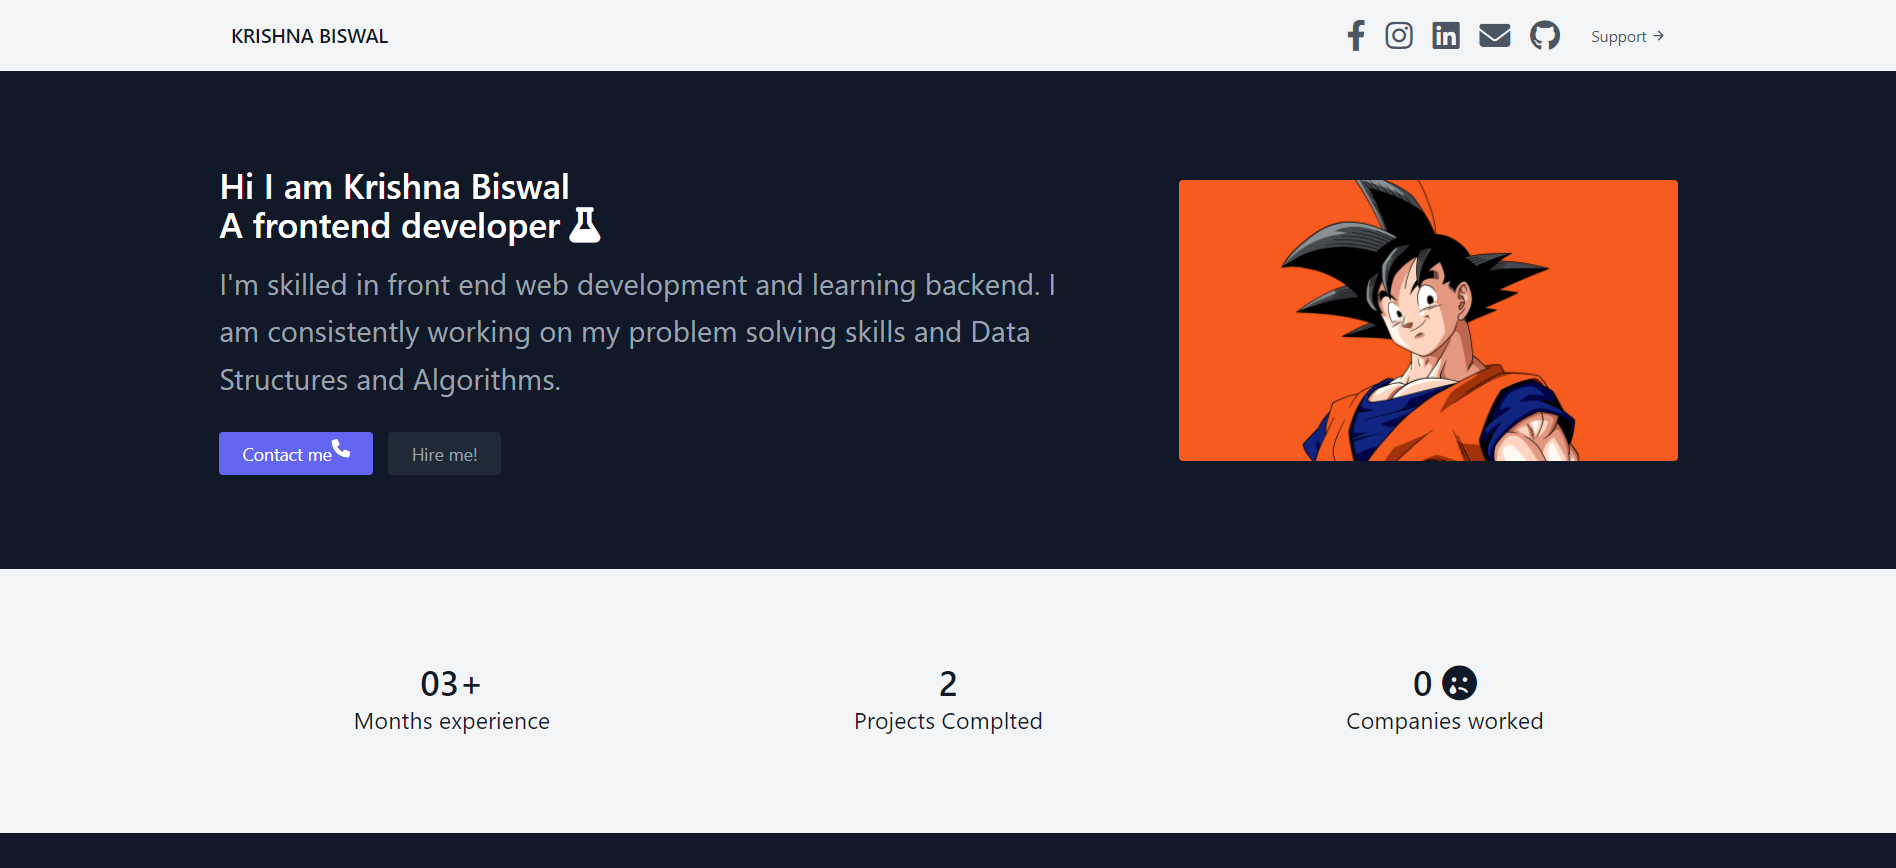 KRISHNA BISWAL
Support →
Hi I am Krishna Biswal
A frontend developer
I'm skilled in front end web development and learning backend. I
am consistently working on my problem solving skills and Data
Structures and Algorithms.
Contact me
Hire me!
03+
Months experience
2
Projects Complted
0
Companies worked